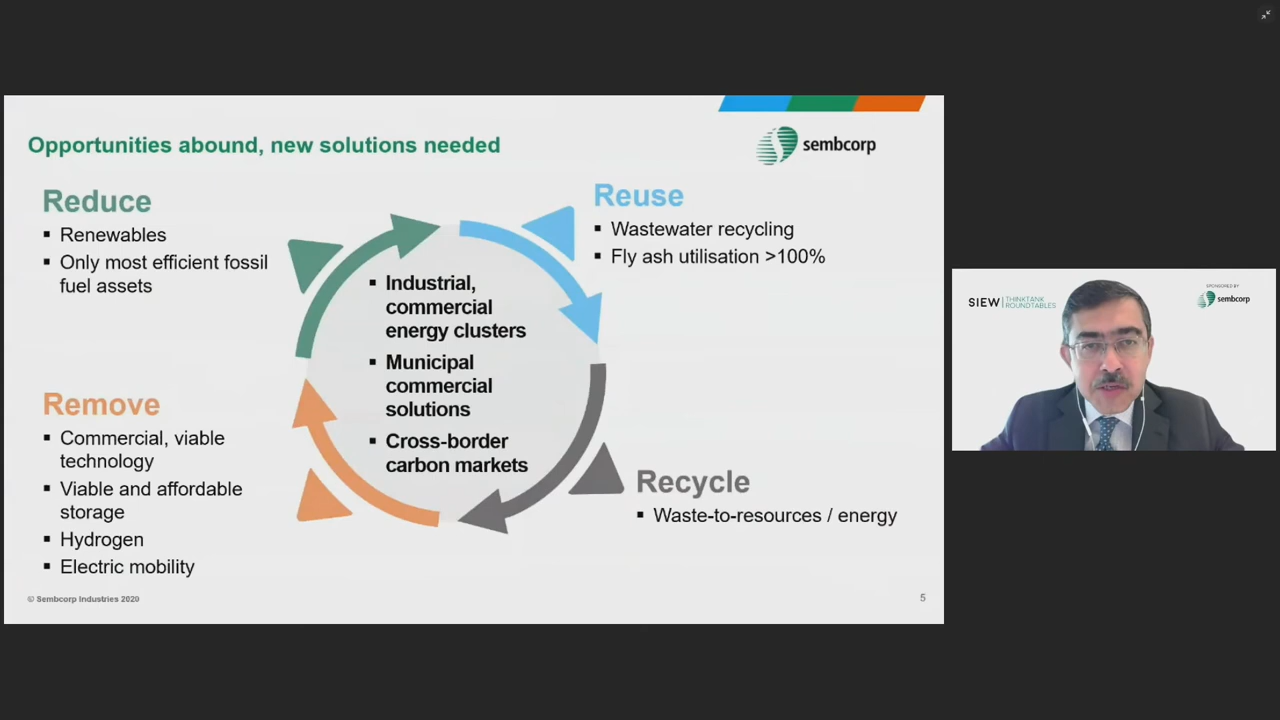 Opportunities abound, new solutions needed
sembcorp
Reduce
▪ Renewables
▪ Only most efficient fossil
fuel assets
Reuse
▪ Wastewater recycling
▪ Fly ash utilisation >100%
▪ Industrial,
commercial
energy clusters
▪ Municipal
commercial
solutions
▪ Cross-border
carbon markets
Remove
▪ Commercial, viable
technology
▪ Viable and affordable
storage
▪ Hydrogen
▪ Electric mobility
Recycle
▪ Waste-to-resources / energy
© Sembcorp Industries 2020
5
SIEW | THINKTANK
ROUNDTABLES
SPONSORED BY
sembcorp